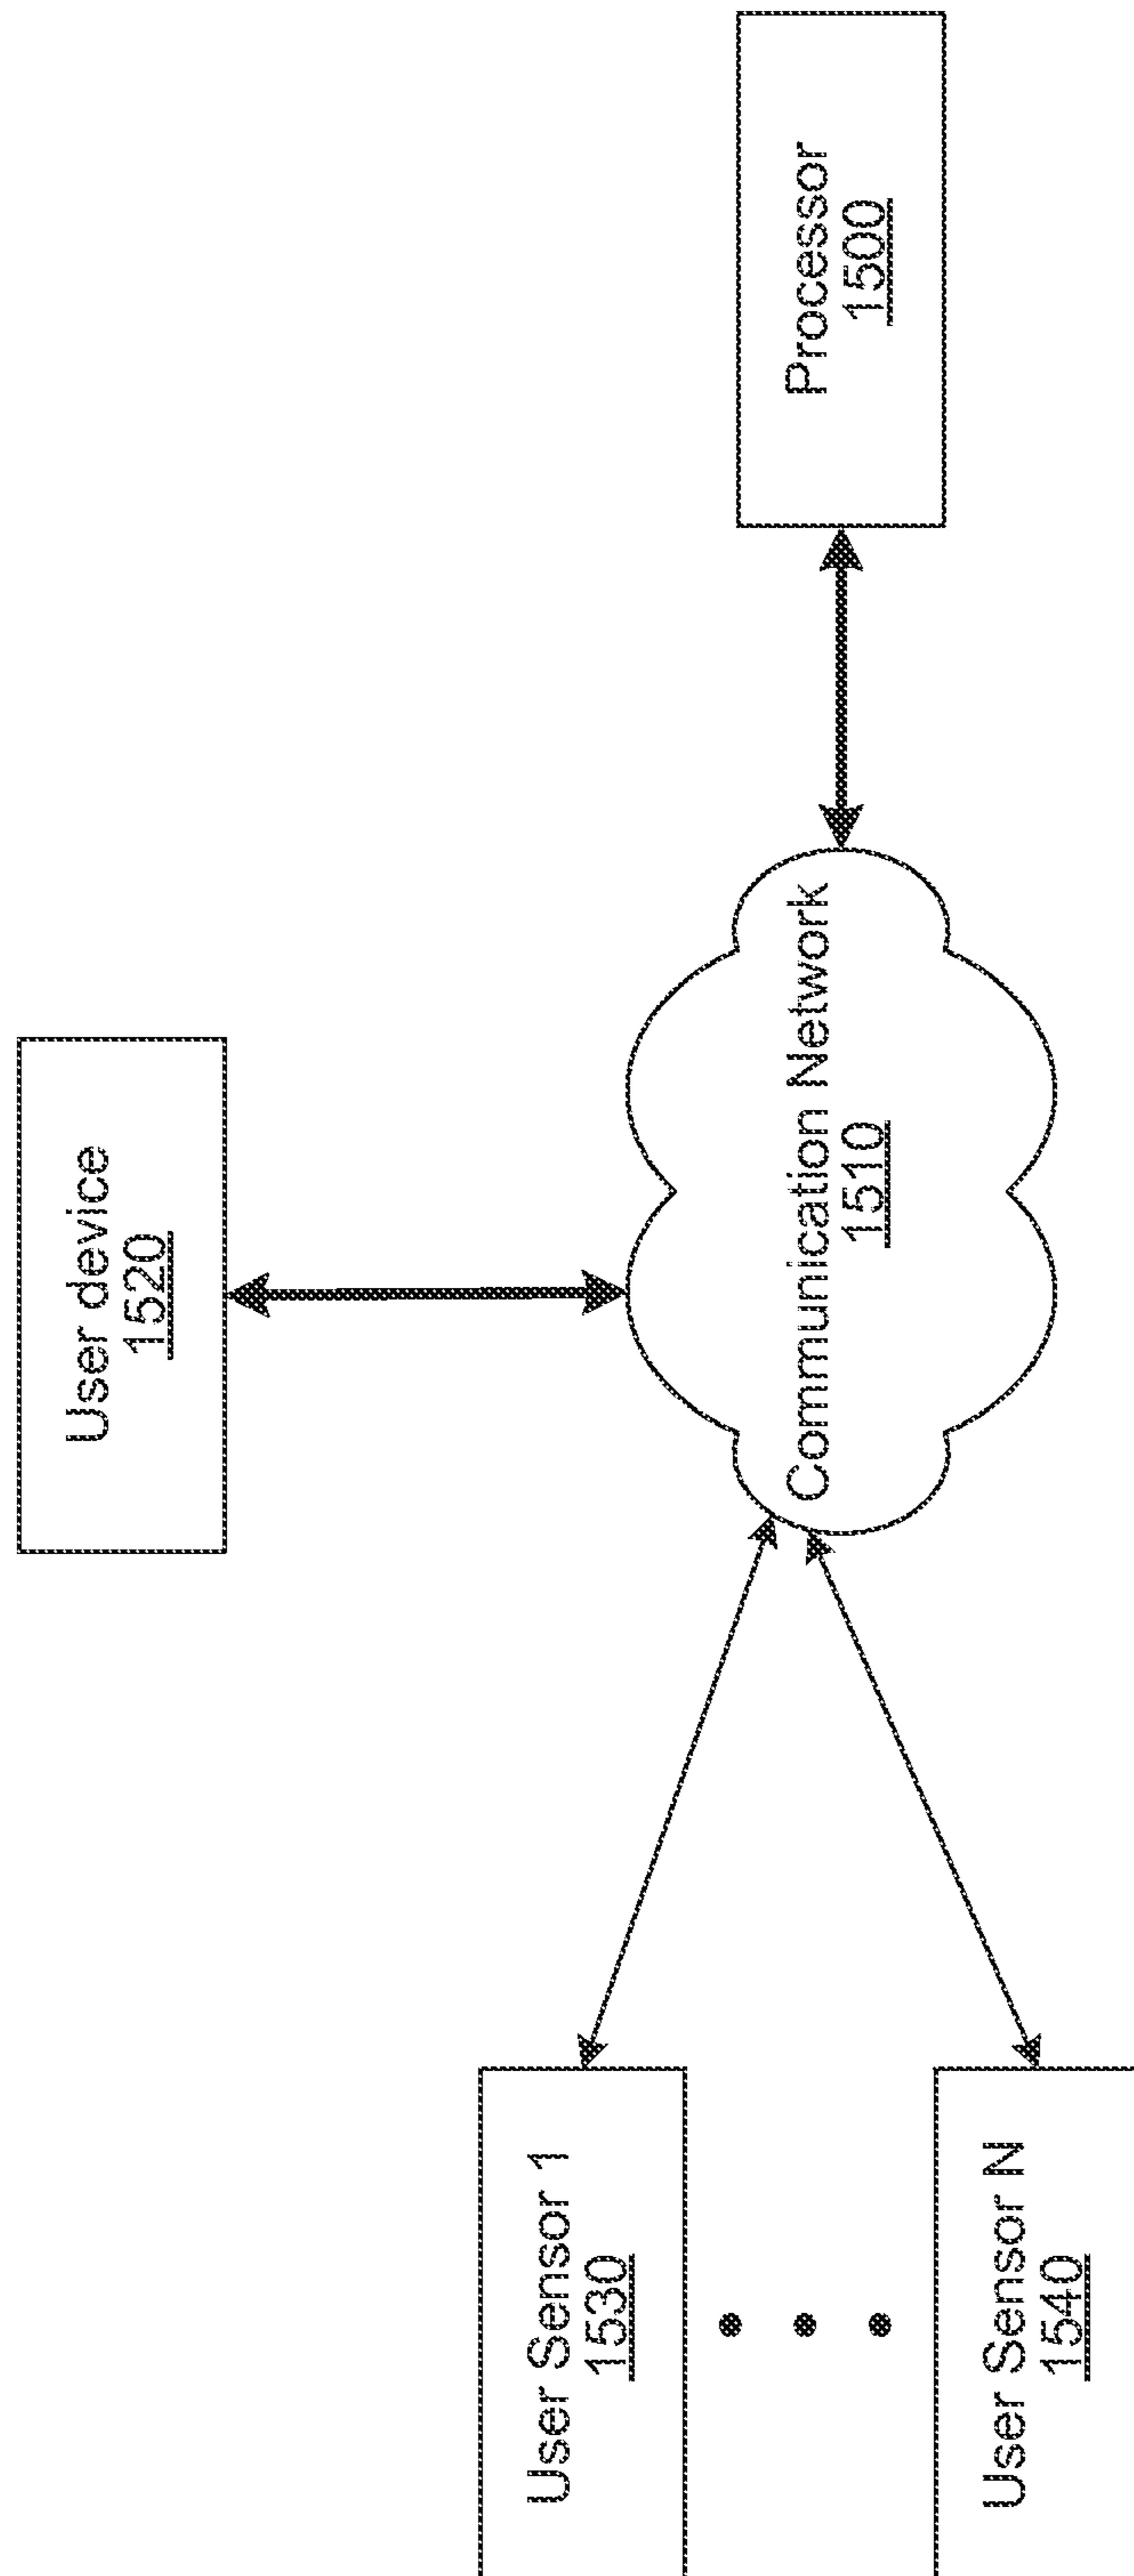 User device
1520
Processor
1500
Communication Network
1510
User Sensor 1
1530
User Sensor N
1540